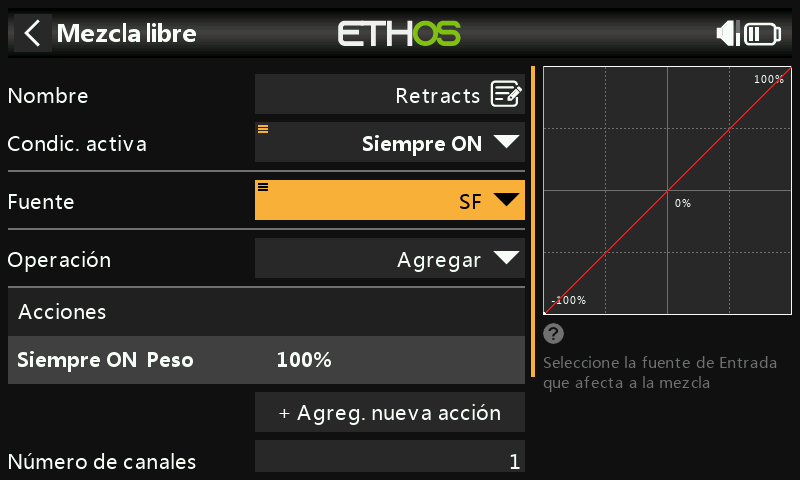 Mezcla libre
ETHOS
Nombre
Retracts
Condic. activa
Siempre ON
Fuente
SF
Operación
Agregar
Acciones
Siempre ON Peso 100%
+ Agreg. nueva acción
Número de canales
1
100%
0%
-100%
?
Seleccione la fuente de Entrada
que afecta a la mezcla